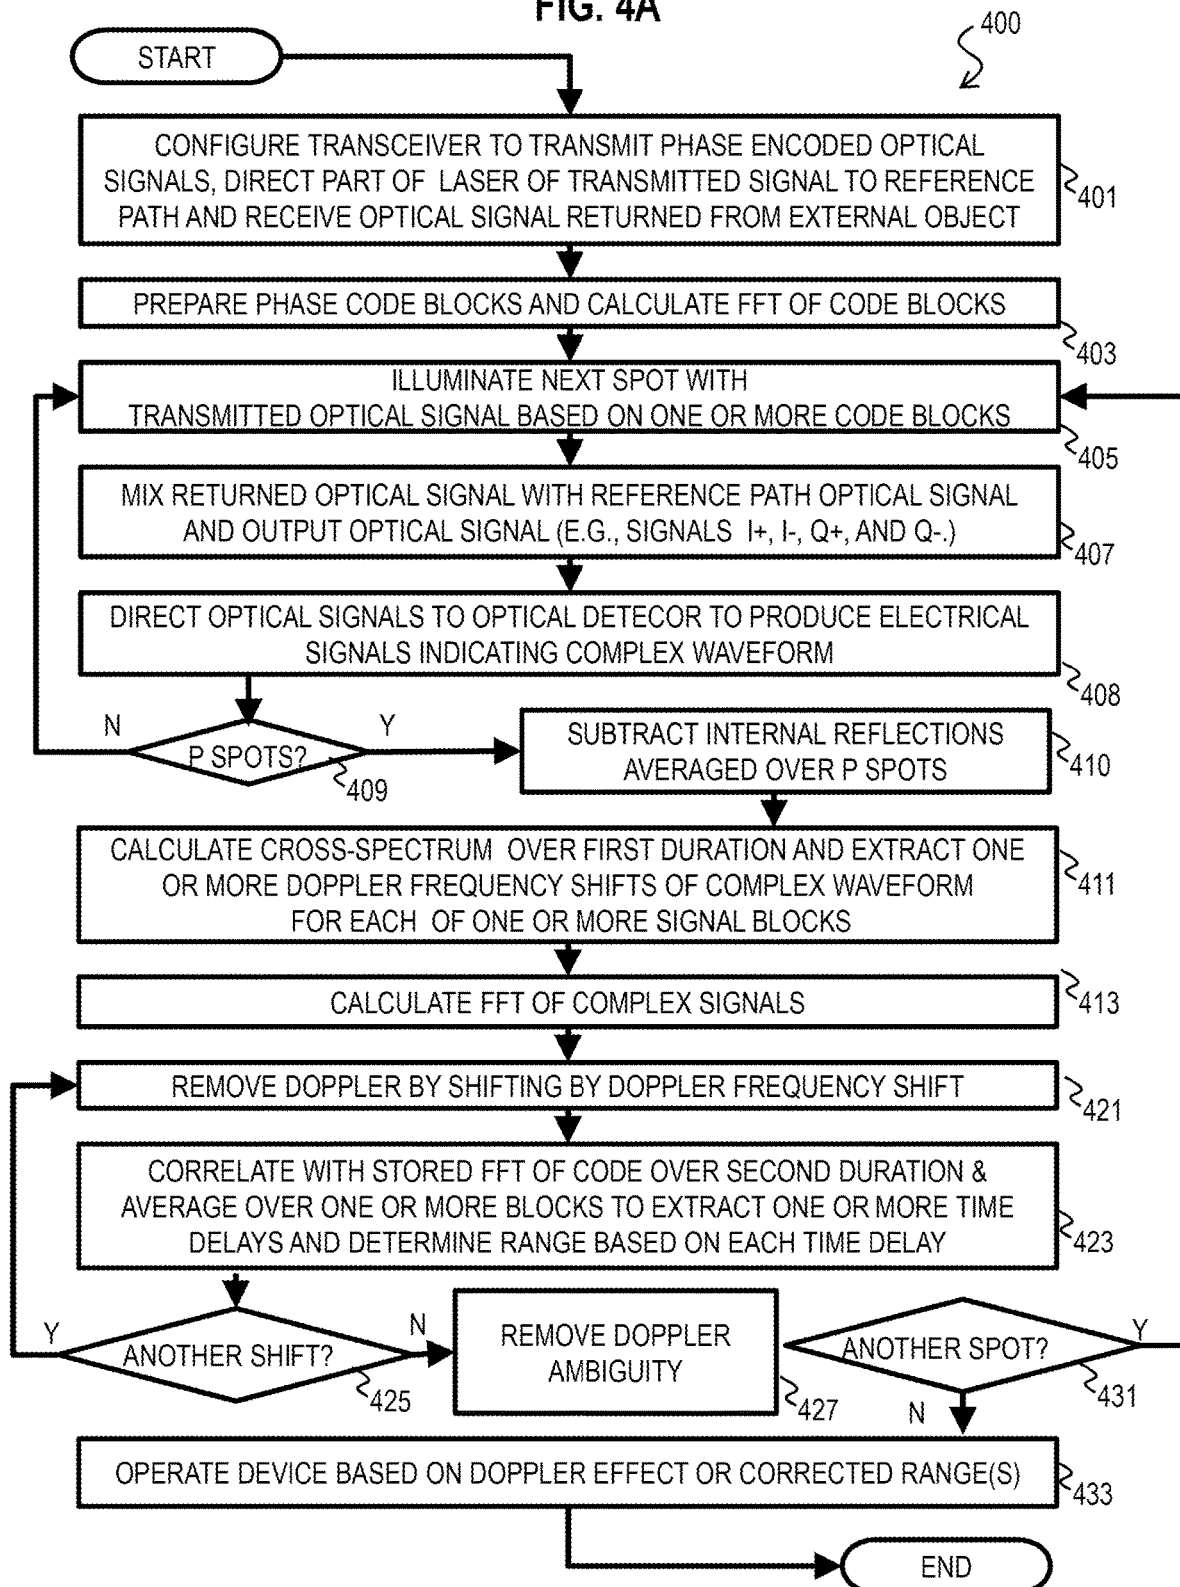 FIG. 4A
400
START
CONFIGURE TRANSCEIVER TO TRANSMIT PHASE ENCODED OPTICAL
SIGNALS, DIRECT PART OF LASER OF TRANSMITTED SIGNAL TO REFERENCE
PATH AND RECEIVE OPTICAL SIGNAL RETURNED FROM EXTERNAL OBJECT
401
PREPARE PHASE CODE BLOCKS AND CALCULATE FFT OF CODE BLOCKS
403
ILLUMINATE NEXT SPOT WITH
TRANSMITTED OPTICAL SIGNAL BASED ON ONE OR MORE CODE BLOCKS
405
MIX RETURNED OPTICAL SIGNAL WITH REFERENCE PATH OPTICAL SIGNAL
AND OUTPUT OPTICAL SIGNAL (E.G., SIGNALS I+, I-, Q+, AND Q-.)
407
DIRECT OPTICAL SIGNALS TO OPTICAL DETECOR TO PRODUCE ELECTRICAL
SIGNALS INDICATING COMPLEX WAVEFORM
408
N
P SPOTS?
Y
409
SUBTRACT INTERNAL REFLECTIONS
AVERAGED OVER P SPOTS
410
CALCULATE CROSS-SPECTRUM OVER FIRST DURATION AND EXTRACT ONE
OR MORE DOPPLER FREQUENCY SHIFTS OF COMPLEX WAVEFORM
FOR EACH OF ONE OR MORE SIGNAL BLOCKS
411
CALCULATE FFT OF COMPLEX SIGNALS
413
REMOVE DOPPLER BY SHIFTING BY DOPPLER FREQUENCY SHIFT
421
CORRELATE WITH STORED FFT OF CODE OVER SECOND DURATION &
AVERAGE OVER ONE OR MORE BLOCKS TO EXTRACT ONE OR MORE TIME
DELAYS AND DETERMINE RANGE BASED ON EACH TIME DELAY
423
Y
ANOTHER SHIFT?
N
425
REMOVE DOPPLER
AMBIGUITY
427
ANOTHER SPOT?
Y
431
N
OPERATE DEVICE BASED ON DOPPLER EFFECT OR CORRECTED RANGE(S)
433
END